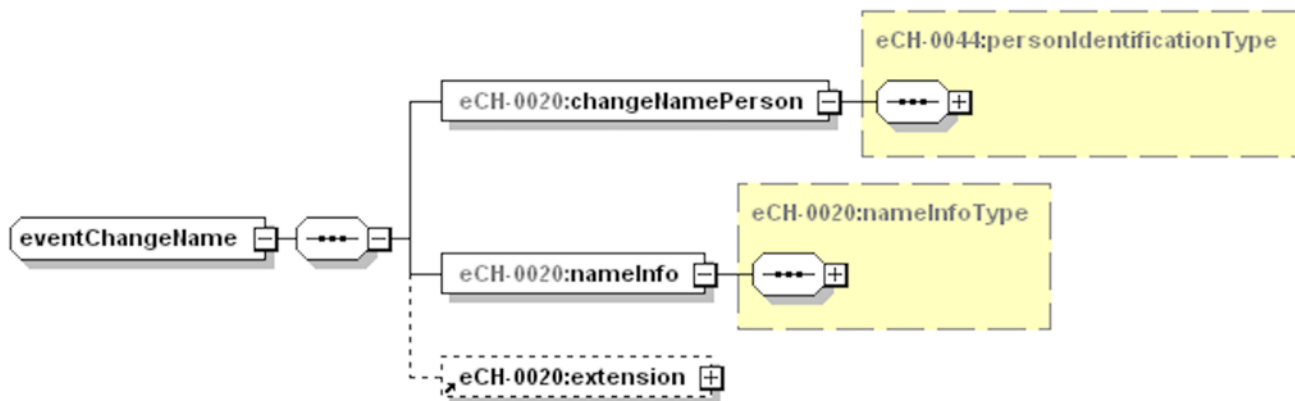 eCH-0044:personIdentificationType
eCH-0020:changeNamePerson
eCH-0020:nameInfoType
eventChangeName
eCH-0020:nameInfo
eCH-0020:extension